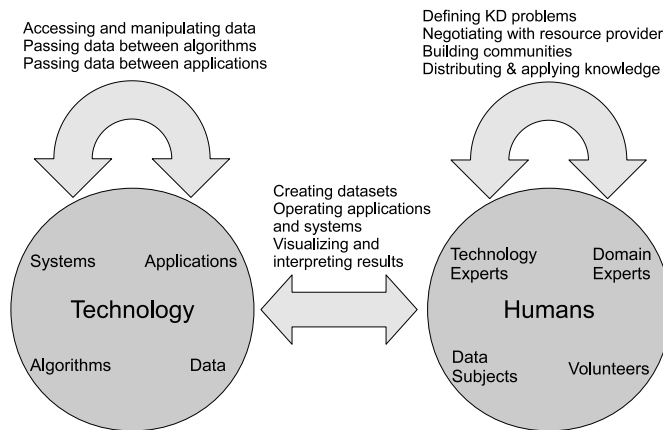 Accessing and manipulating data
Passing data between algorithms
Passing data between applications
Defining KD problems
Negotiating with resource provider
Building communities
Distributing & applying knowledge
Creating datasets
Operating applications
and systems
Visualizing and
interpreting results
Systems
Applications
Technology
Algorithms
Data
Technology
Experts
Domain
Experts
Humans
Data
Subjects
Volunteers